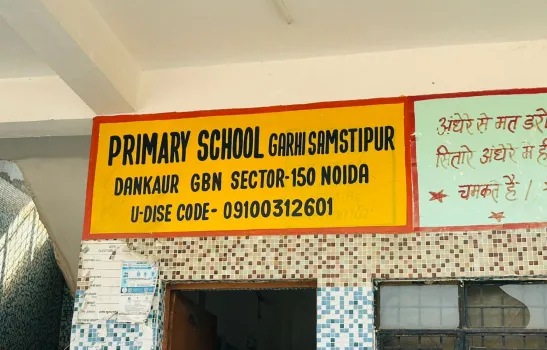 PRIMARY SCHOOL GARHI SAMSTIPUR
DANKAUR GBN SECTOR-150 NOIDA
U-DISE CODE- 09100312601
अंधेरे से मत डरो
सितारे अंधेरे में ही
चमकते है।